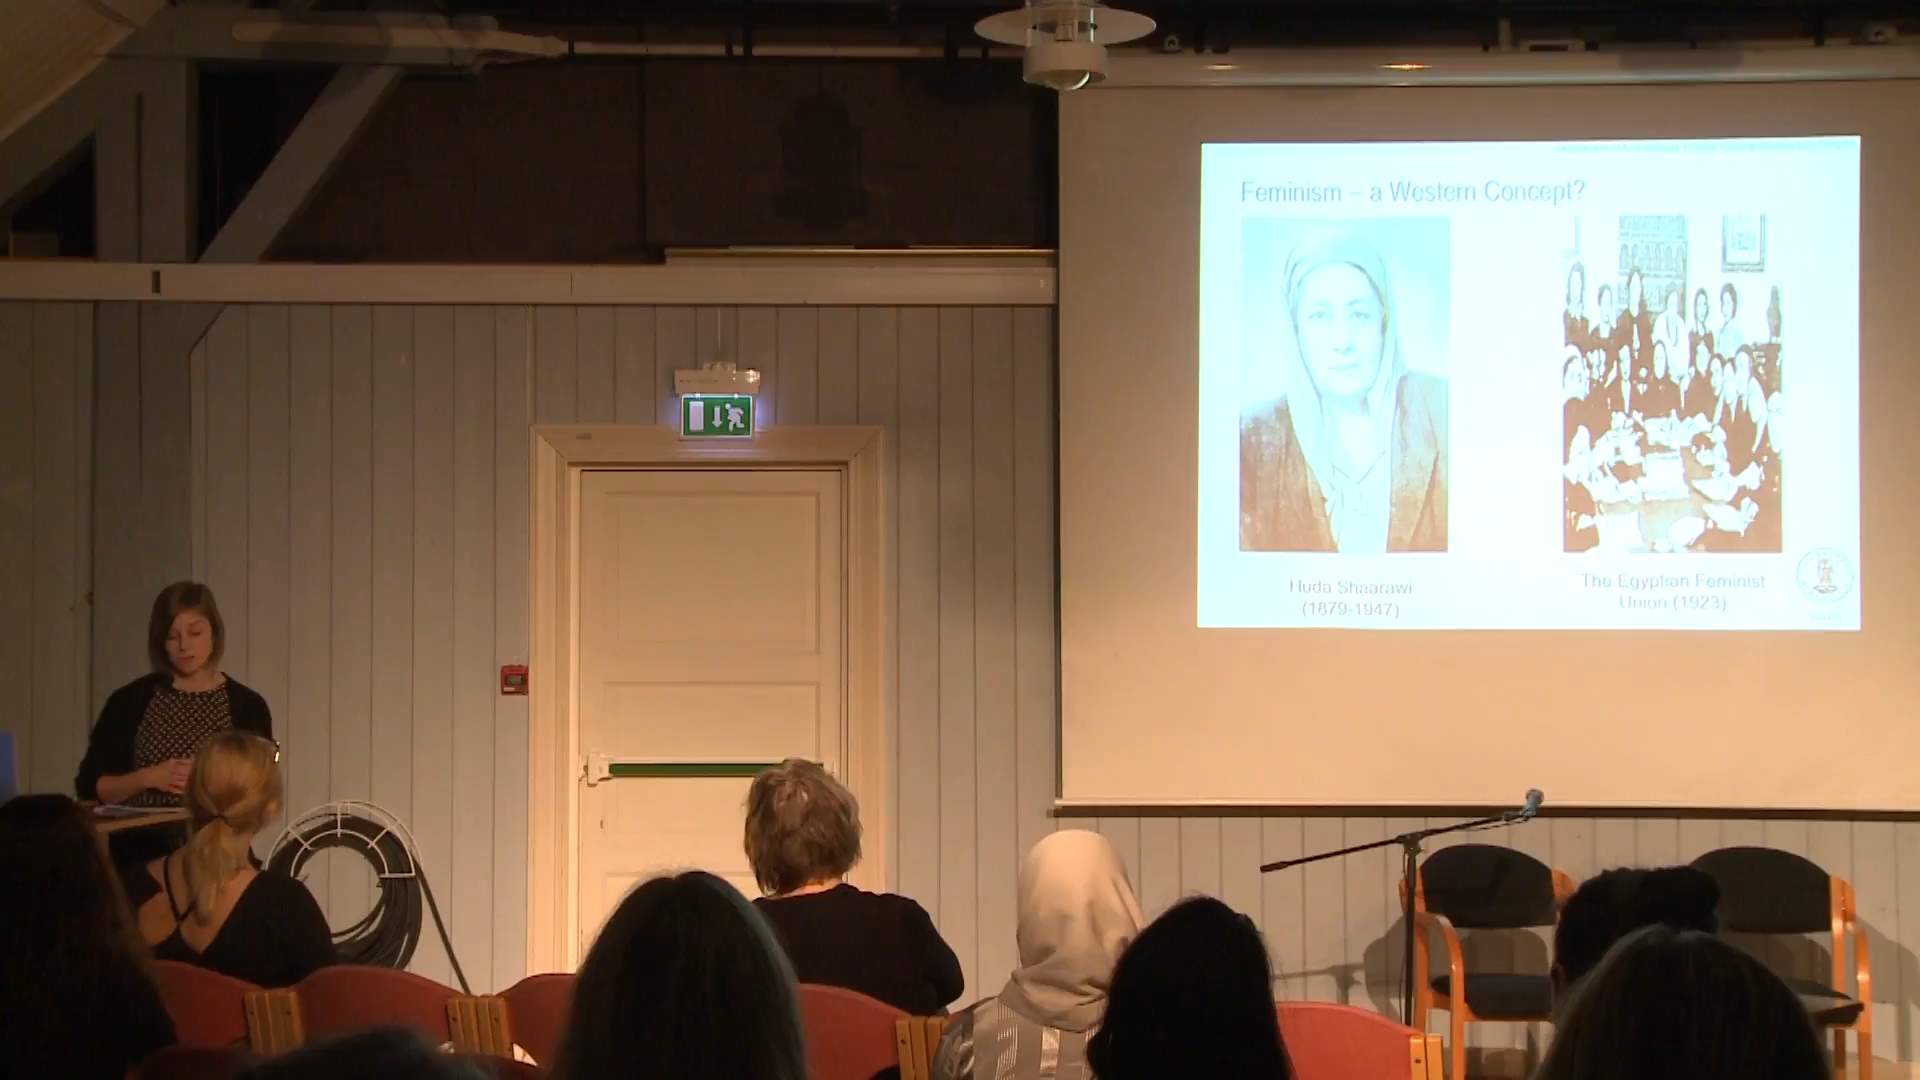 Feminism – a Western Concept?
Huda Shaarawi
(1879-1947)
The Egyptian Feminist
Union (1923)